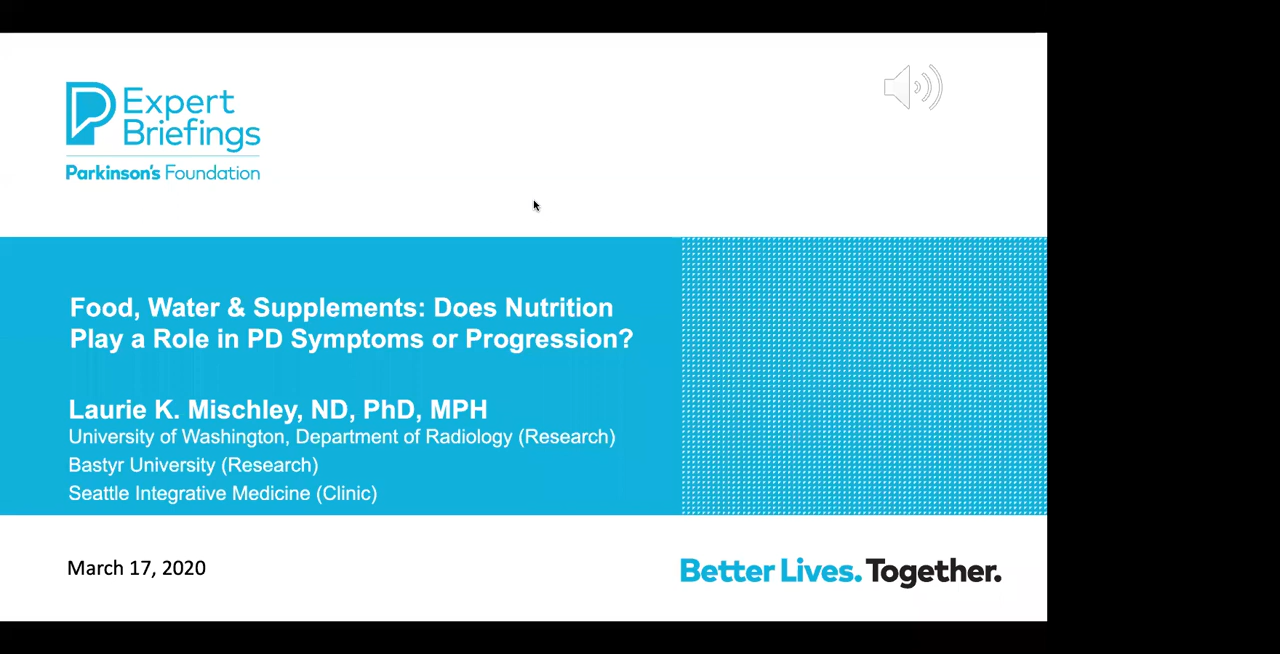 Expert
Briefings
Parkinson's Foundation
Food, Water & Supplements: Does Nutrition
Play a Role in PD Symptoms or Progression?
Laurie K. Mischley, ND, PhD, MPH
University of Washington, Department of Radiology (Research)
Bastyr University (Research)
Seattle Integrative Medicine (Clinic)
March 17, 2020
Better Lives. Together.